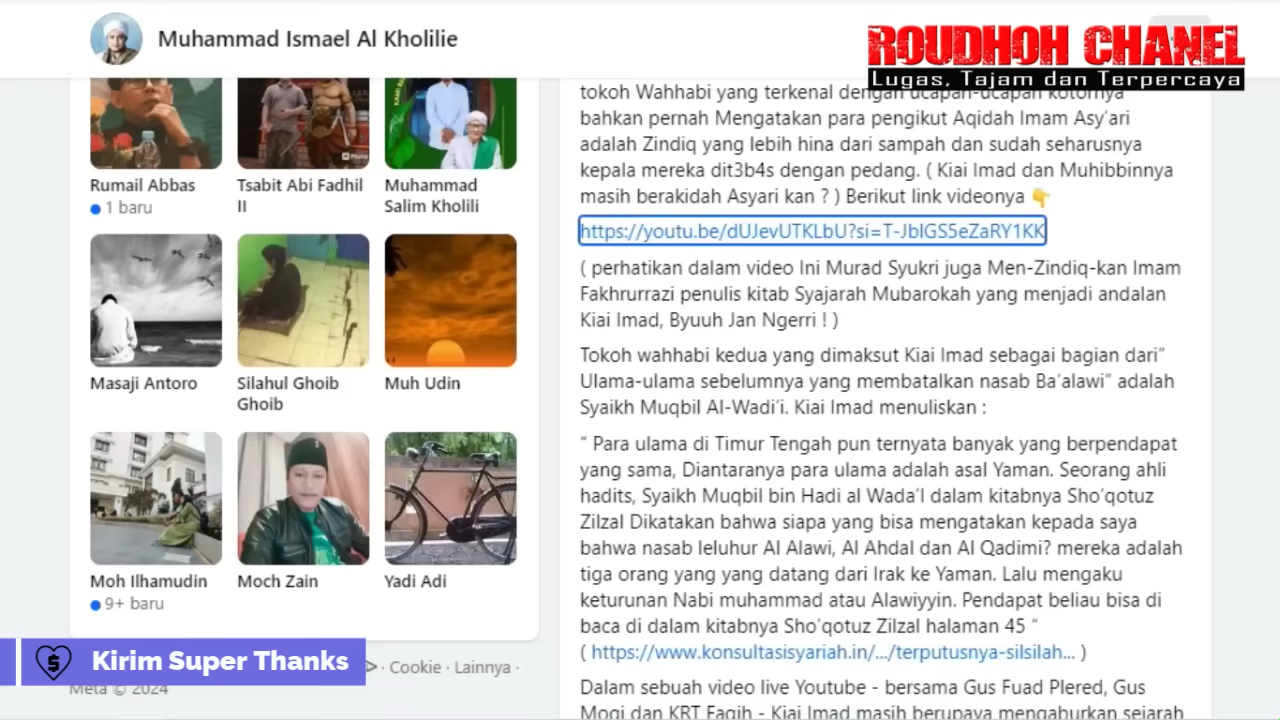 Muhammad Ismael Al Kholilie
ROUDHOH CHANEL
Lugas, Tajam dan Terpercaya
Rumail Abbas
1 baru
Tsabit Abi Fadhil
II
Muhammad
Salim Kholili
Masaji Antoro
Silahul Ghoib
Ghoib
Muh Udin
Moh Ilhamudin
9+ baru
Moch Zain
Yadi Adi
Kirim Super Thanks
· Cookie · Lainnya ·
Meta © 2024
tokoh Wahhabi yang terkenal dengan ucapan-ucapan kotornya
bahkan pernah Mengatakan para pengikut Aqidah Imam Asy'ari
adalah Zindiq yang lebih hina dari sampah dan sudah seharusnya
kepala mereka dit3b4s dengan pedang. ( Kiai Imad dan Muhibbinnya
masih berakidah Asyari kan ? ) Berikut link videonya 👇
https://youtu.be/dUJevUTKLbU?si=T-JbIGS5eZaRY1KK
( perhatikan dalam video Ini Murad Syukri juga Men-Zindiq-kan Imam
Fakhrurrazi penulis kitab Syajarah Mubarokah yang menjadi andalan
Kiai Imad, Byuuh Jan Ngerri ! )
Tokoh wahhabi kedua yang dimaksut Kiai Imad sebagai bagian dari”
Ulama-ulama sebelumnya yang membatalkan nasab Ba’alawi” adalah
Syaikh Muqbil Al-Wadi’i. Kiai Imad menuliskan :
“ Para ulama di Timur Tengah pun ternyata banyak yang berpendapat
yang sama, Diantaranya para ulama adalah asal Yaman. Seorang ahli
hadits, Syaikh Muqbil bin Hadi al Wada’I dalam kitabnya Sho’qotuz
Zilzal Dikatakan bahwa siapa yang bisa mengatakan kepada saya
bahwa nasab leluhur Al Alawi, Al Ahdal dan Al Qadimi? mereka adalah
tiga orang yang yang datang dari Irak ke Yaman. Lalu mengaku
keturunan Nabi muhammad atau Alawiyyin. Pendapat beliau bisa di
baca di dalam kitabnya Sho’qotuz Zilzal halaman 45 “
( https://www.konsultasisyariah.in/.../terputusnya-silsilah... )
Dalam sebuah video live Youtube - bersama Gus Fuad Plered, Gus
Mogi dan KRT Faqih - Kiai Imad masih berupaya mengaburkan sejarah